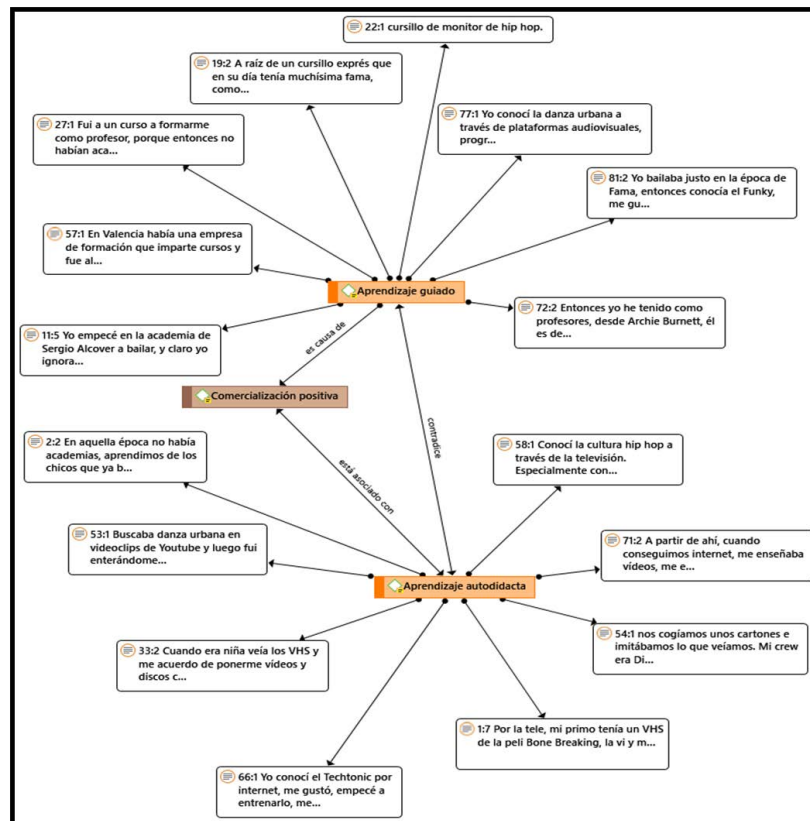 22:1 cursillo de monitor de hip hop.
19:2 A raíz de un cursillo exprés que
en su día tenía muchísima fama,
como...
27:1 Fui a un curso a formarme
como profesor, porque entonces no
habían aca...
77:1 Yo conocí la danza urbana a
través de plataformas audiovisuales,
progr...
81:2 Yo bailaba justo en la época de
Fama, entonces conocía el Funky,
me gu...
57:1 En Valencia había una empresa
de formación que imparte cursos y
fue al...
Aprendizaje guiado
72:2 Entonces yo he tenido como
profesores, desde Archie Burnett, él
es de...
11:5 Yo empecé en la academia de
Sergio Alcover a bailar, y claro yo
ignora...
es causa de
Comercialización positiva
contradice
está asociado con
2:2 En aquella época no había
academias, aprendimos de los
chicos que ya b...
58:1 Conocí la cultura hip hop a
través de la televisión.
Especialmente con...
53:1 Buscaba danza urbana en
videoclips de Youtube y luego fui
enterándome...
71:2 A partir de ahí, cuando
conseguimos internet, me enseñaba
vídeos, me e...
Aprendizaje autodidacta
33:2 Cuando era niña veía los VHS y
me acuerdo de ponerme vídeos y
discos c...
54:1 nos cogíamos unos cartones e
imitábamos lo que veíamos. Mi crew
era Di...
1:7 Por la tele, mi primo tenía un VHS
de la peli Bone Breaking, la vi y m...
66:1 Yo conocí el Techtonic por
internet, me gustó, empecé a
entrenarlo, me...